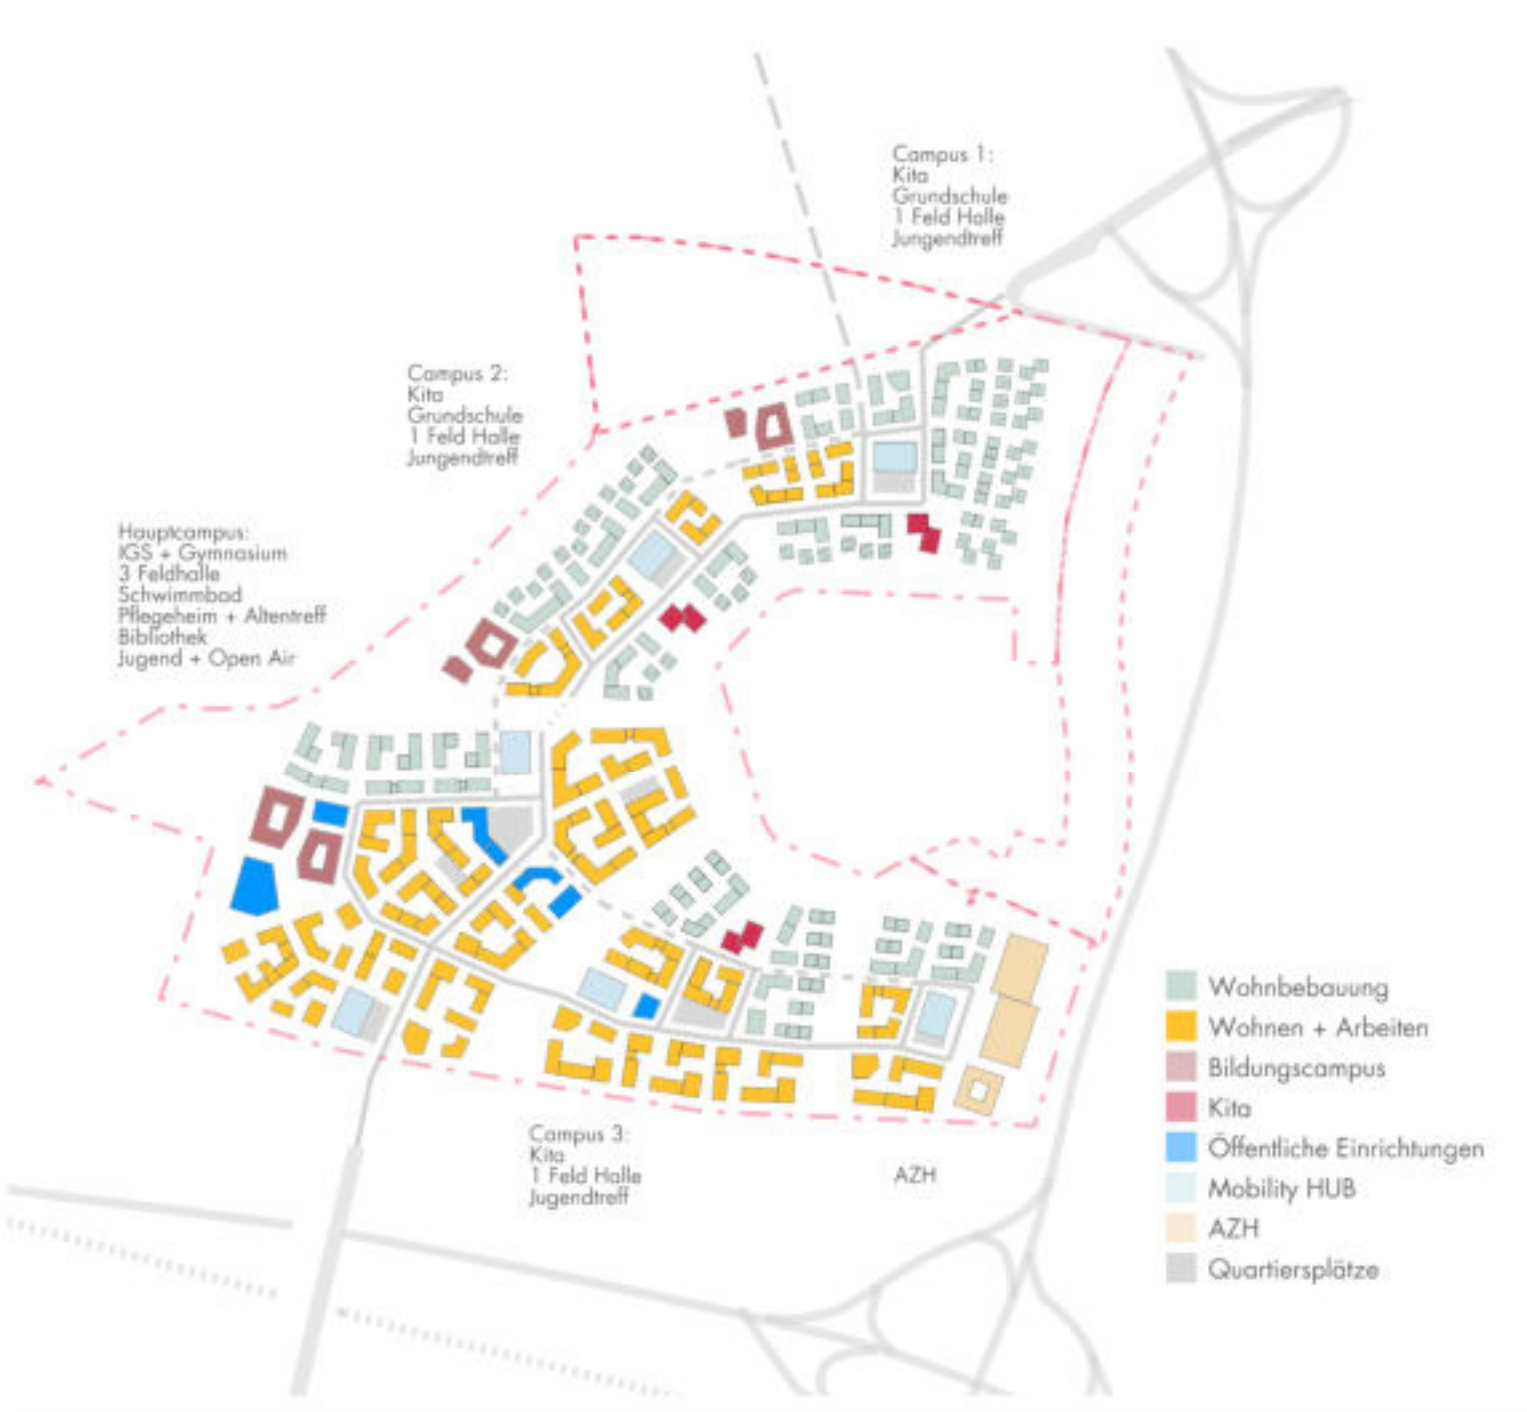 Campus 1:
Kita
Grundschule
1 Feld Halle
Jungendtreff
Campus 2:
Kita
Grundschule
1 Feld Halle
Jungendtreff
Hauptcampus:
IGS + Gymnasium
3 Feldhalle
Schwimmbad
Pflegeheim + Altentreff
Bibliothek
Jugend + Open Air
Campus 3:
Kita
1 Feld Halle
Jugendtreff
AZH
Wohnbebauung
Wohnen + Arbeiten
Bildungscampus
Kita
Öffentliche Einrichtungen
Mobility HUB
AZH
Quartiersplätze